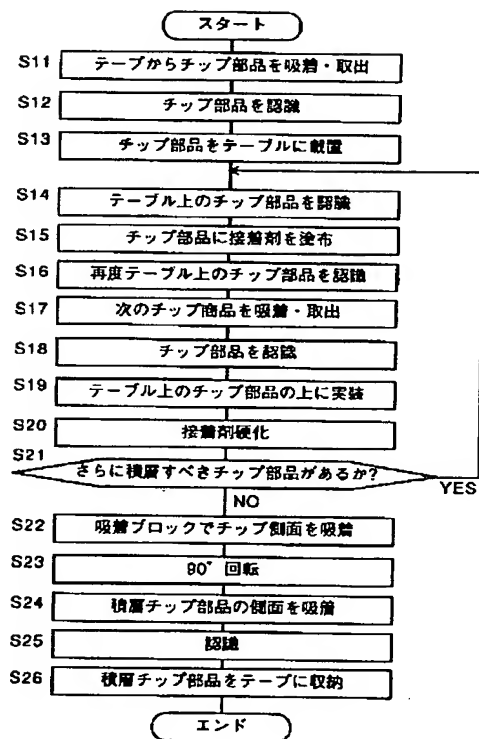 スタート
S11 テープからチップ部品を吸着・取出
S12 チップ部品を認識
S13 チップ部品をテーブルに載置
S14 テーブル上のチップ部品を認識
S15 チップ部品に接着剤を塗布
S16 再度テーブル上のチップ部品を認識
S17 次のチップ商品を吸着・取出
S18 チップ部品を認識
S19 テーブル上のチップ部品の上に実装
S20 接着剤硬化
S21 さらに積層すべきチップ部品があるか?
YES
NO
S22 吸着ブロックでチップ側面を吸着
S23 90°回転
S24 積層チップ部品の側面を吸着
S25 認識
S26 積層チップ部品をテープに収納
エンド